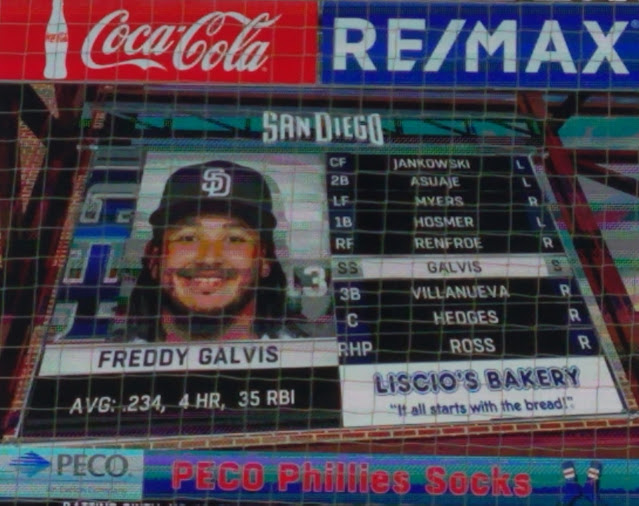 Coca-Cola
Coca-Cola
RE/MAX
SAN DIEGO
SD
CF JANKOWSKI L
2B ASUAJE L
LF MYERS R
1B HOSMER L
RF RENFROE R
SS GALVIS S
3B VILLANUEVA R
C HEDGES R
RHP ROSS R
13
FREDDY GALVIS
AVG: .234, 4 HR, 35 RBI
LISCIO'S BAKERY
"It all starts with the bread!"
PECO
PECO Phillies Socks